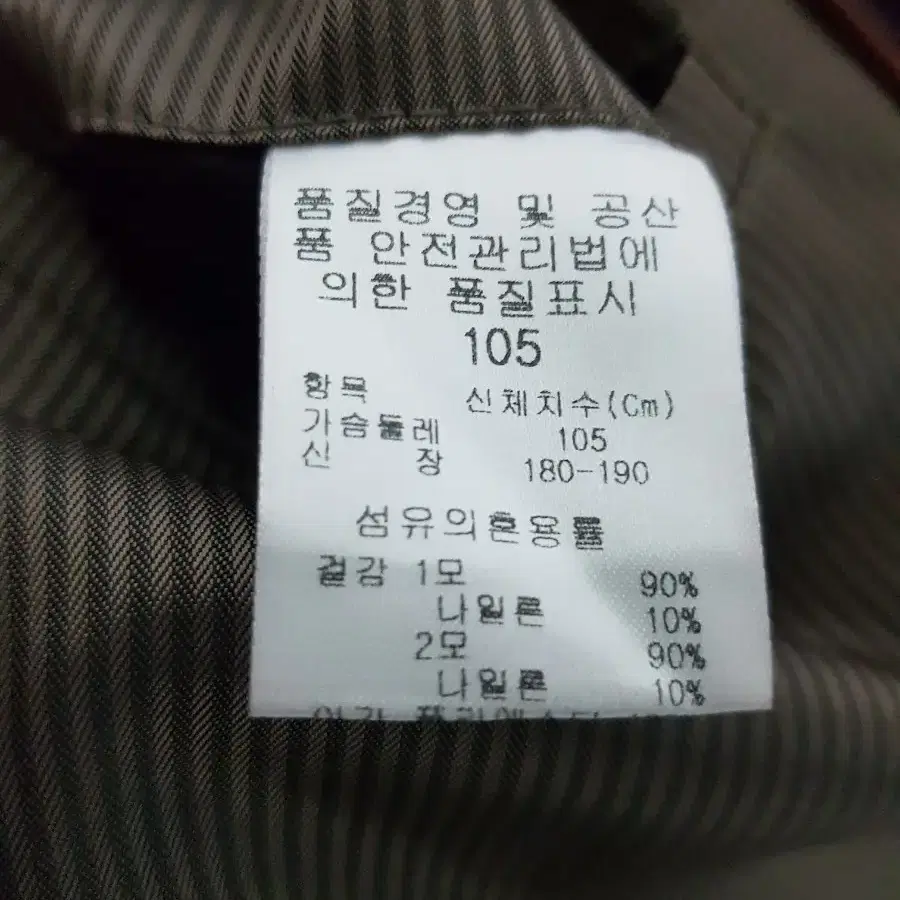 품질경영 및 공산
품 안전관리법에
의한 품질표시
105
항목 신체치수(Cm)
가슴둘레 105
신 장 180-190
섬유의혼용률
겉감 1모 90%
나일론 10%
2모 90%
나일론 10%